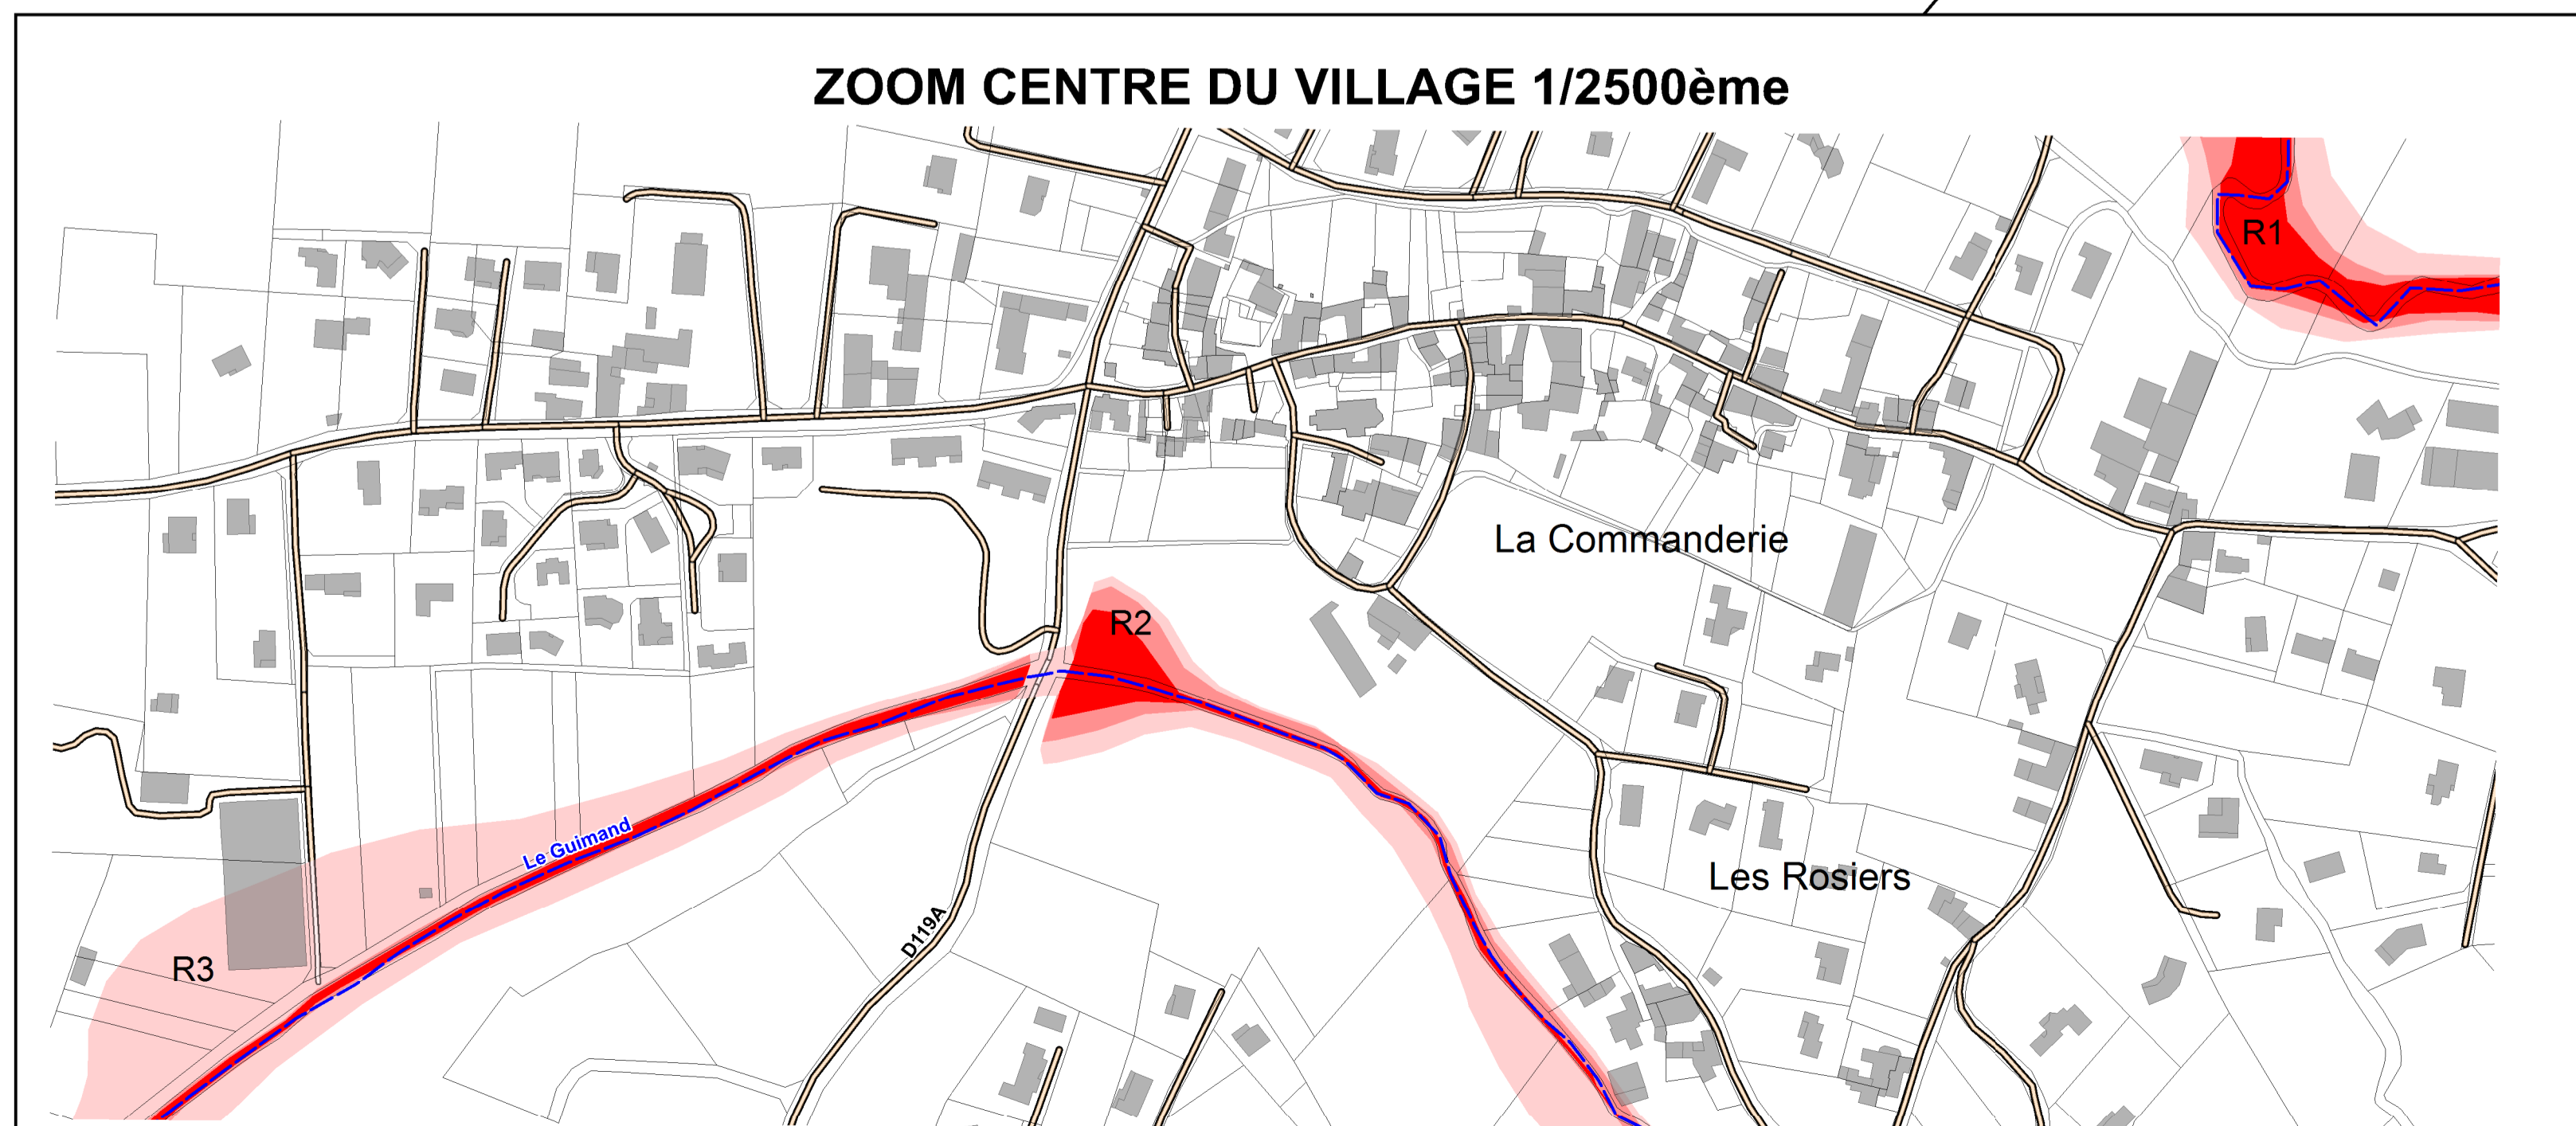 ZOOM CENTRE DU VILLAGE 1/2500ème
R1
La Commanderie
R2
Le Guimand
Les Rosiers
D119A
R3